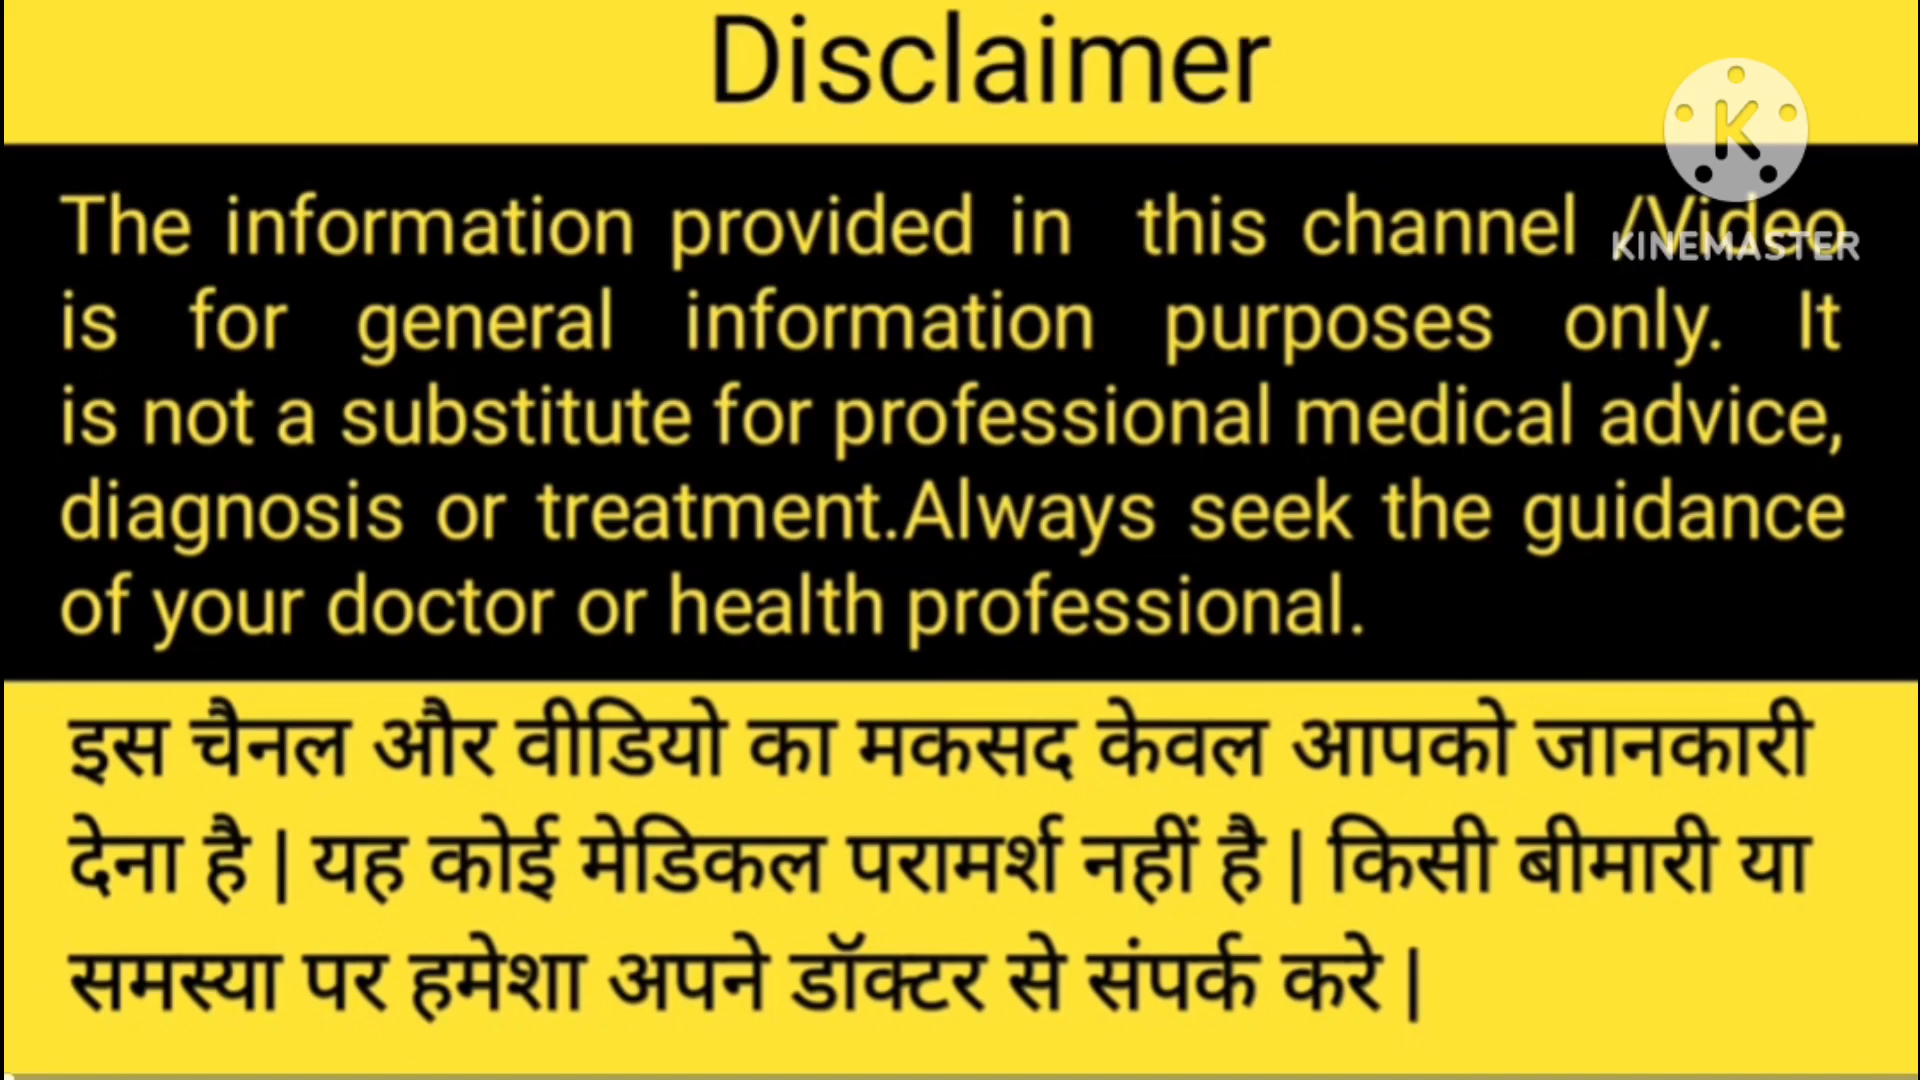 Disclaimer
The information provided in this channel /Video
KINEMASTER
is for general information purposes only. It
is not a substitute for professional medical advice,
diagnosis or treatment.Always seek the guidance
of your doctor or health professional.
इस चैनल और वीडियो का मकसद केवल आपको जानकारी
देना है | यह कोई मेडिकल परामर्श नहीं है | किसी बीमारी या
समस्या पर हमेशा अपने डॉक्टर से संपर्क करे |